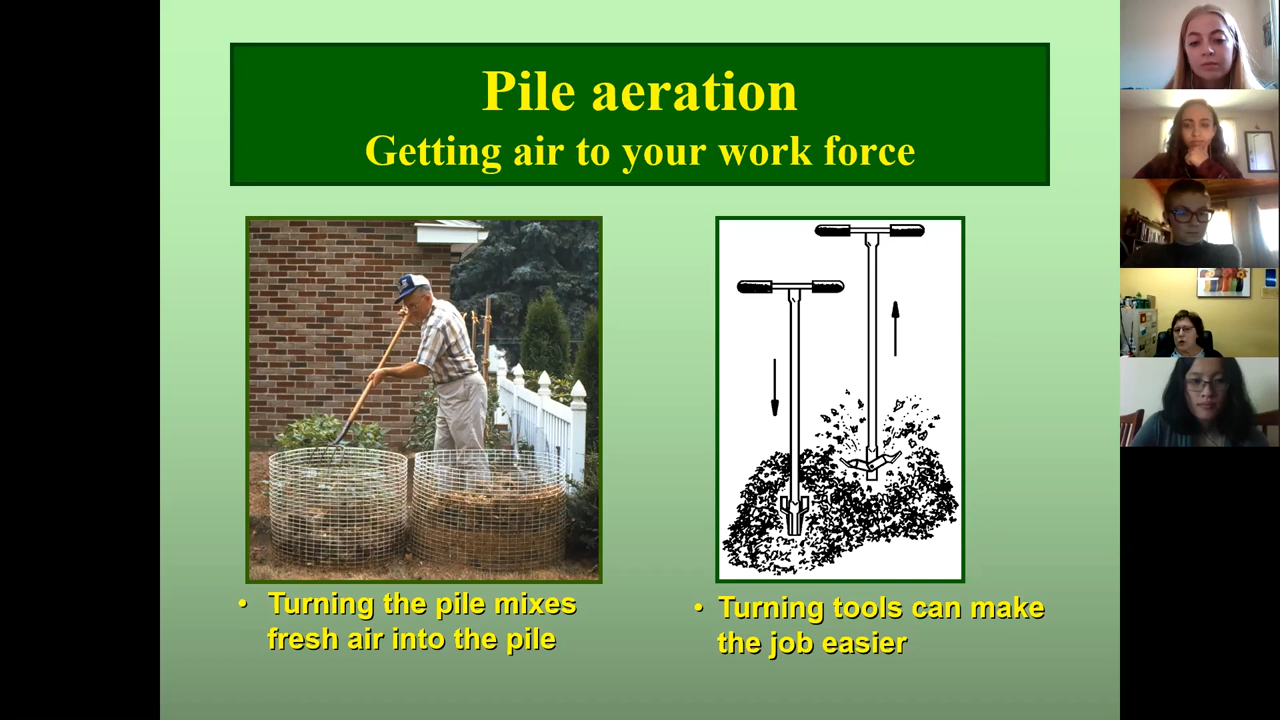 Pile aeration
Getting air to your work force
• Turning the pile mixes
fresh air into the pile
• Turning tools can make
the job easier